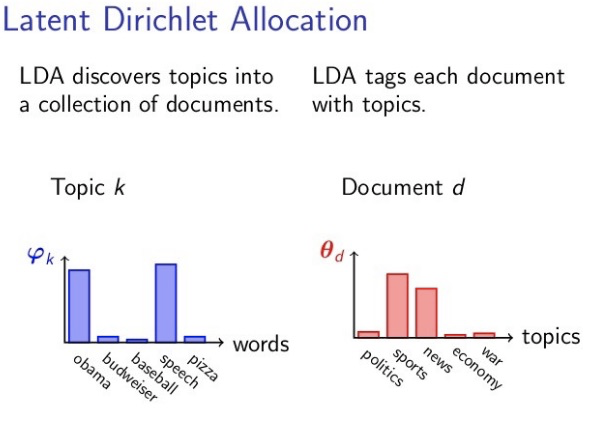 Latent Dirichlet Allocation
LDA discovers topics into
a collection of documents.
LDA tags each document
with topics.
Topic k
φk
obama
budweiser
baseball
speech
pizza
words
Document d
θd
politics
sports
news
economy
war
topics